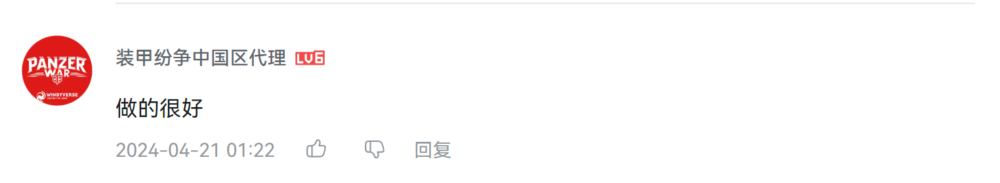 PANZER
WAR
WINDYVERSE
装甲纷争中国区代理 LV6
做的很好
2024-04-21 01:22 回复